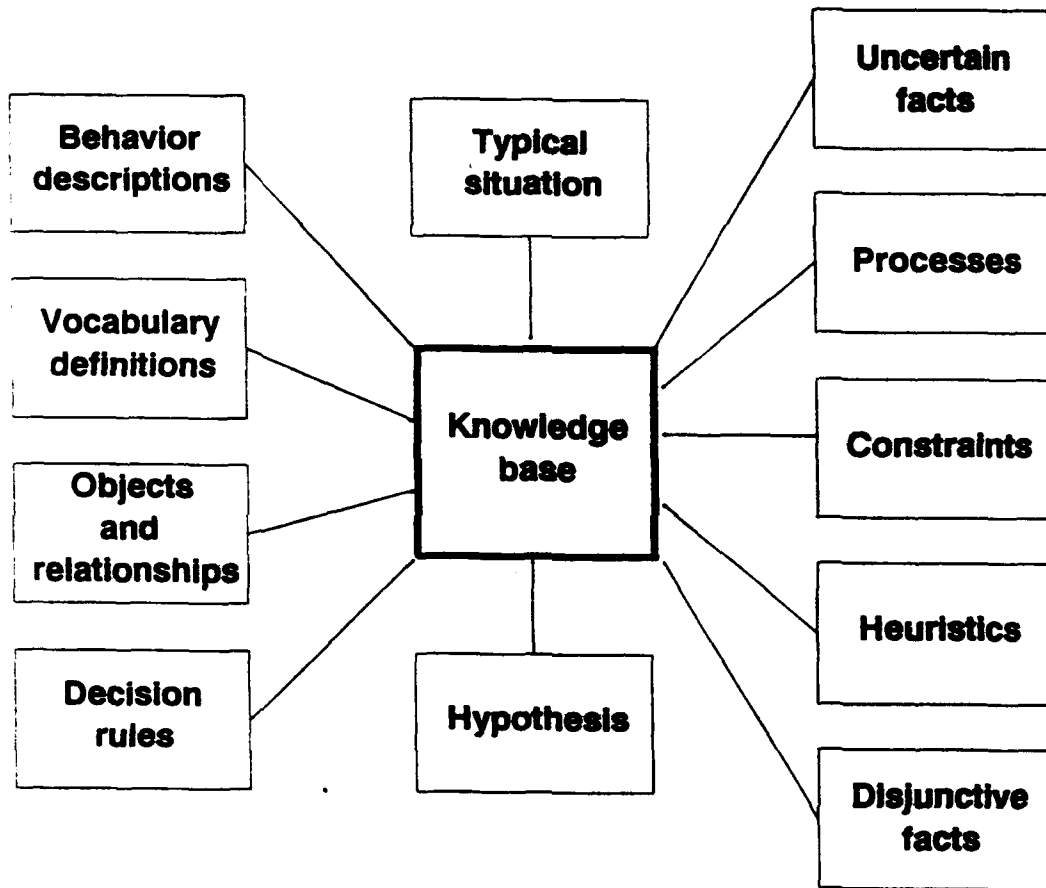 Behavior
descriptions
Vocabulary
definitions
Objects
and
relationships
Decision
rules
Typical
situation
Knowledge
base
Hypothesis
Uncertain
facts
Processes
Constraints
Heuristics
Disjunctive
facts